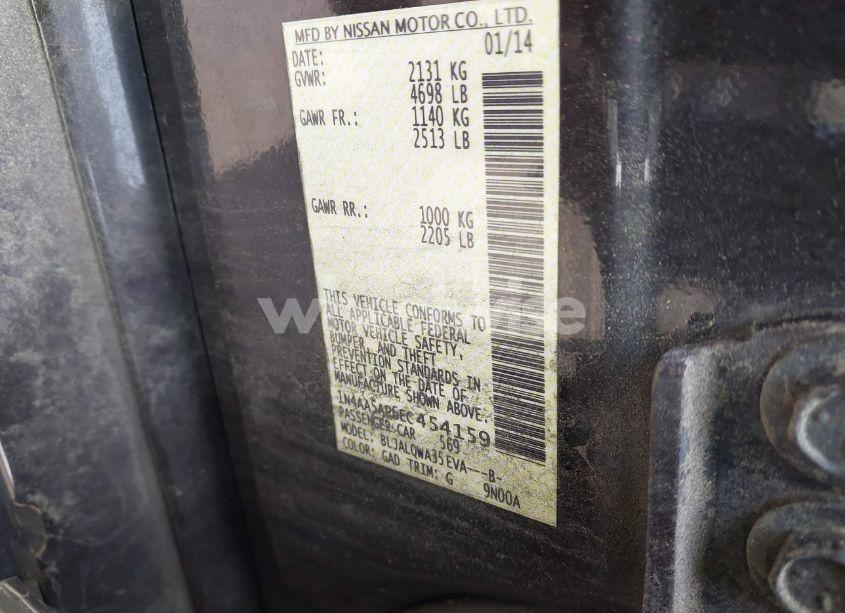 MFD BY NISSAN MOTOR CO., LTD.
DATE: 01/14
GVWR: 2131 KG
4698 LB
GAWR FR.: 1140 KG
2513 LB
GAWR RR.: 1000 KG
2205 LB
THIS VEHICLE CONFORMS TO
ALL APPLICABLE FEDERAL
MOTOR VEHICLE SAFETY,
BUMPER, AND THEFT
PREVENTION STANDARDS IN
EFFECT ON THE DATE OF
MANUFACTURE SHOWN ABOVE.
1N4AA5AP6EC454159
PASSENGER CAR 569
MODEL: BLJALQWA35EVA---B-
COLOR: GAD TRIM: G 9N00A